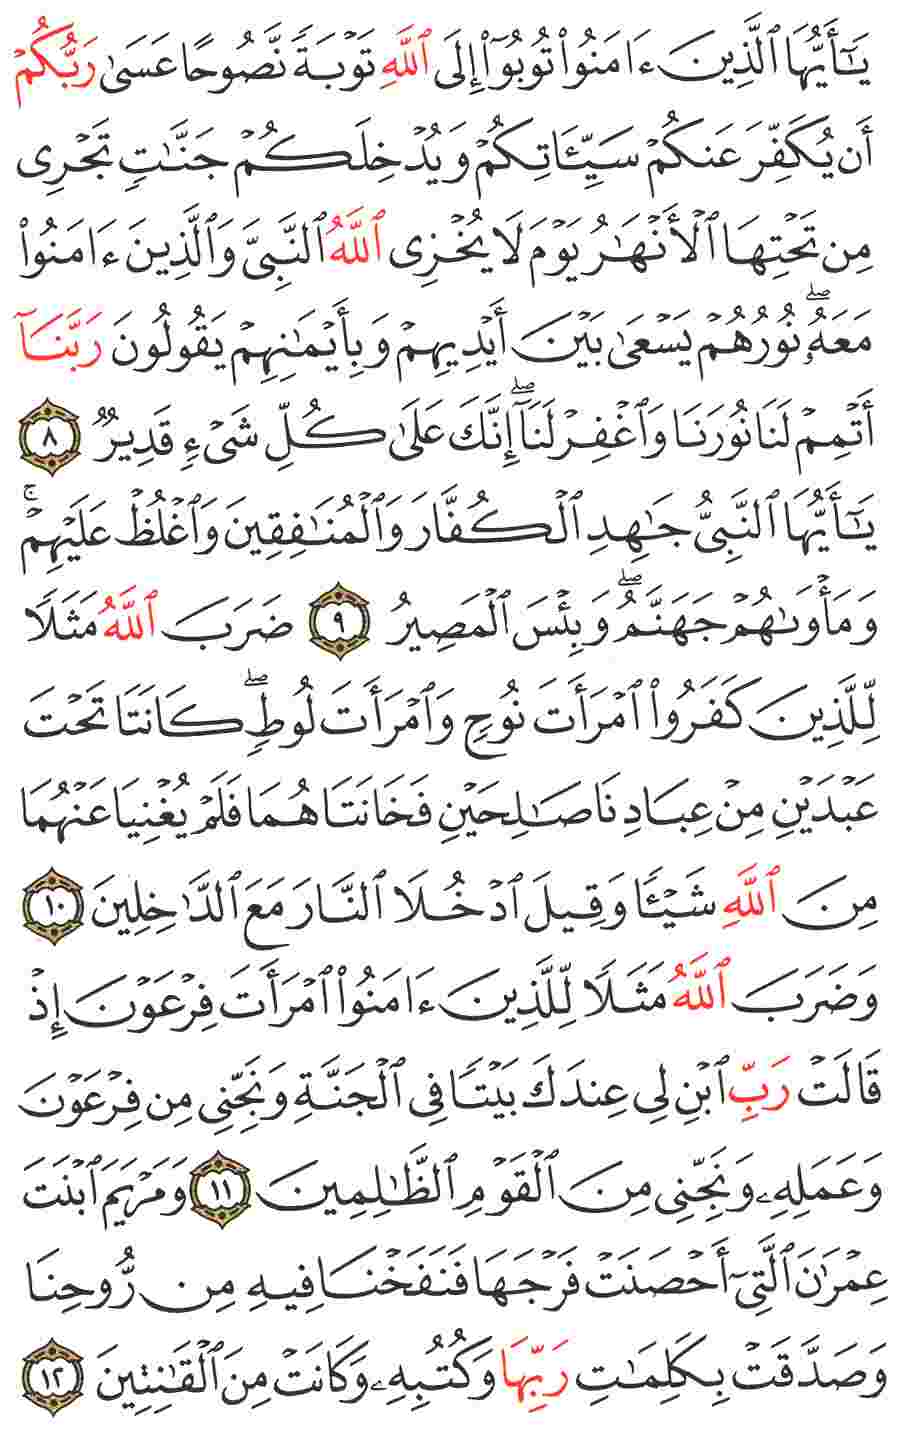 يَـٰٓأَيُّهَا ٱلَّذِينَ ءَامَنُوا۟ تُوبُوٓا۟ إِلَى ٱللَّهِ تَوْبَةً نَّصُوحًا عَسَىٰ رَبُّكُمْ
أَن يُكَفِّرَ عَنكُمْ سَيِّـَٔاتِكُمْ وَيُدْخِلَكُمْ جَنَّـٰتٍ تَجْرِى
مِن تَحْتِهَا ٱلْأَنْهَـٰرُ يَوْمَ لَا يُخْزِى ٱللَّهُ ٱلنَّبِىَّ وَٱلَّذِينَ ءَامَنُوا۟
مَعَهُۥ ۖ نُورُهُمْ يَسْعَىٰ بَيْنَ أَيْدِيهِمْ وَبِأَيْمَـٰنِهِمْ يَقُولُونَ رَبَّنَآ
أَتْمِمْ لَنَا نُورَنَا وَٱغْفِرْ لَنَآ ۖ إِنَّكَ عَلَىٰ كُلِّ شَىْءٍ قَدِيرٌ ٨
يَـٰٓأَيُّهَا ٱلنَّبِىُّ جَـٰهِدِ ٱلْكُفَّارَ وَٱلْمُنَـٰفِقِينَ وَٱغْلُظْ عَلَيْهِمْ ۚ
وَمَأْوَىٰهُمْ جَهَنَّمُ ۖ وَبِئْسَ ٱلْمَصِيرُ ٩ ضَرَبَ ٱللَّهُ مَثَلًا
لِّلَّذِينَ كَفَرُوا۟ ٱمْرَأَتَ نُوحٍ وَٱمْرَأَتَ لُوطٍ ۖ كَانَتَا تَحْتَ
عَبْدَيْنِ مِنْ عِبَادِنَا صَـٰلِحَيْنِ فَخَانَتَاهُمَا فَلَمْ يُغْنِيَا عَنْهُمَا
مِنَ ٱللَّهِ شَيْـًٔا وَقِيلَ ٱدْخُلَا ٱلنَّارَ مَعَ ٱلدَّٰخِلِينَ ١٠
وَضَرَبَ ٱللَّهُ مَثَلًا لِّلَّذِينَ ءَامَنُوا۟ ٱمْرَأَتَ فِرْعَوْنَ إِذْ
قَالَتْ رَبِّ ٱبْنِ لِى عِندَكَ بَيْتًا فِى ٱلْجَنَّةِ وَنَجِّنِى مِن فِرْعَوْنَ
وَعَمَلِهِۦ وَنَجِّنِى مِنَ ٱلْقَوْمِ ٱلظَّـٰلِمِينَ ١١ وَمَرْيَمَ ٱبْنَتَ
عِمْرَٰنَ ٱلَّتِىٓ أَحْصَنَتْ فَرْجَهَا فَنَفَخْنَا فِيهِ مِن رُّوحِنَا
وَصَدَّقَتْ بِكَلِمَـٰتِ رَبِّهَا وَكُتُبِهِۦ وَكَانَتْ مِنَ ٱلْقَـٰنِتِينَ ١٢